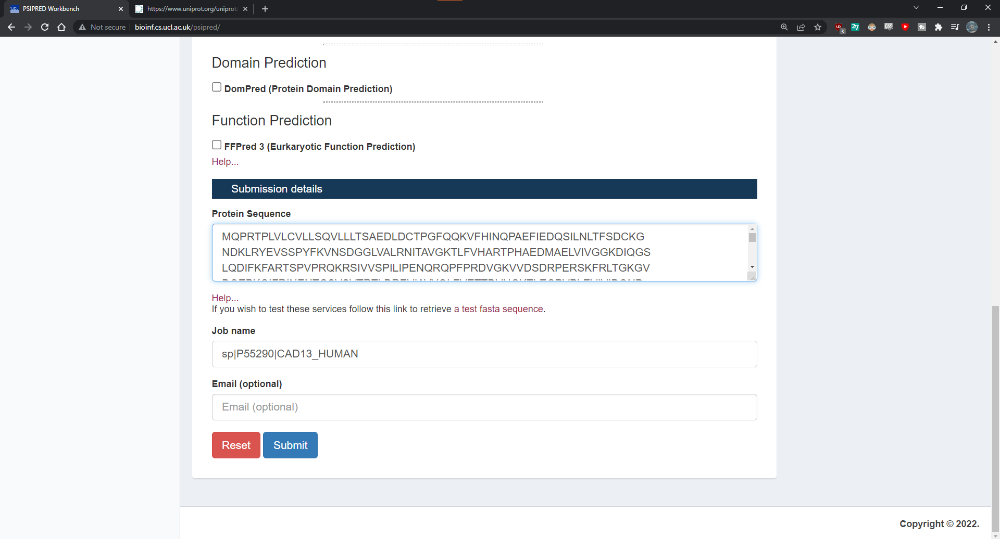 PSIPRED Workbench
https://www.uniprot.org/uniprot/
Not secure
bioinf.cs.ucl.ac.uk/psipred/
3
27
Domain Prediction
DomPred (Protein Domain Prediction)
Function Prediction
FFPred 3 (Eurkaryotic Function Prediction)
Help...
Submission details
Protein Sequence
MQPRTPLVLCVLLSQVLLLTSAEDLDCTPGFQQKVFHINQPAEFIEDQSILNLTFSDCKG
NDKLRYEVSSPYFKVNSDGGLVALRNITAVGKTLFVHARTPHAEDMAELVIVGGKDIQGS
LQDIFKFARTSPVPRQKRSIVVSPILIPENQRQPFPRDVGKVVDSDRPERSKFRLTGKGV
Help...
If you wish to test these services follow this link to retrieve a test fasta sequence.
Job name
sp|P55290|CAD13_HUMAN
Email (optional)
Email (optional)
Reset
Submit
Copyright © 2022.